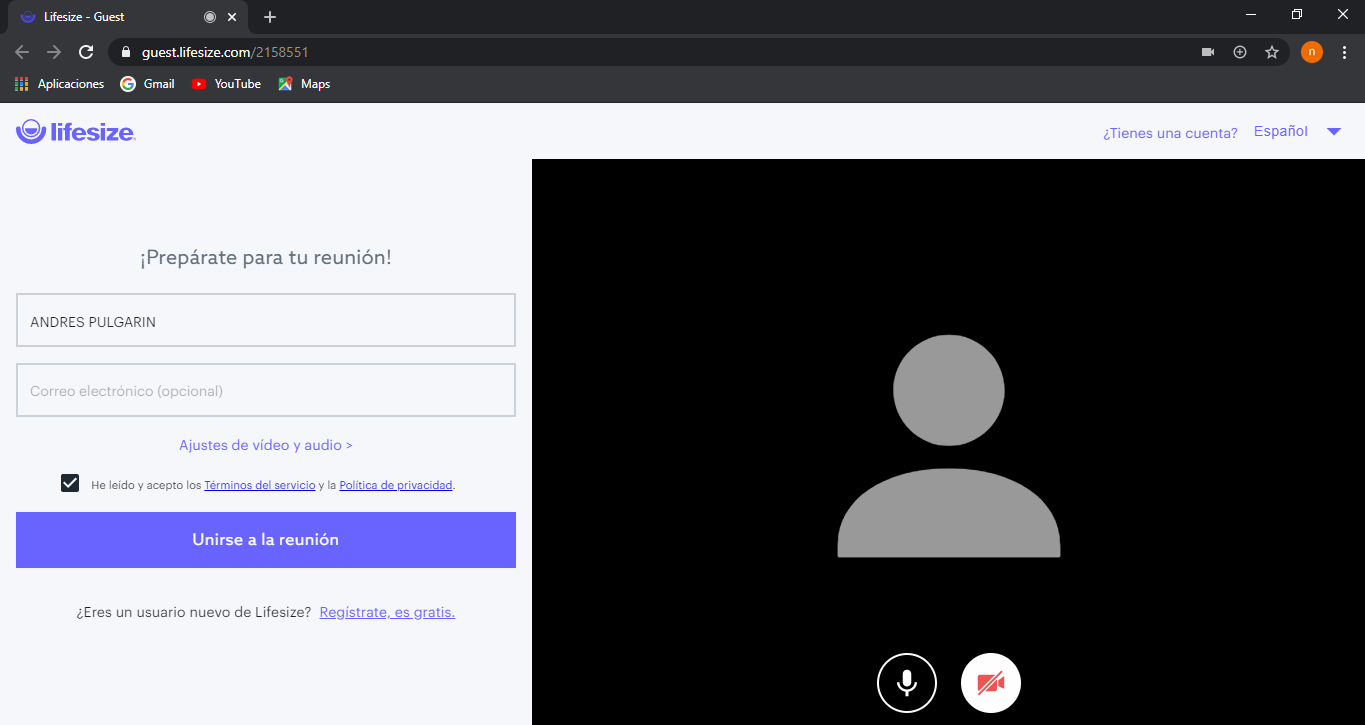 Lifesize - Guest
guest.lifesize.com/2158551
n
Aplicaciones
Gmail
YouTube
Maps
lifesize
¿Tienes una cuenta?
Español
¡Prepárate para tu reunión!
ANDRES PULGARIN
Correo electrónico (opcional)
Ajustes de vídeo y audio >
He leído y acepto los Términos del servicio y la Política de privacidad.
Unirse a la reunión
¿Eres un usuario nuevo de Lifesize? Regístrate, es gratis.